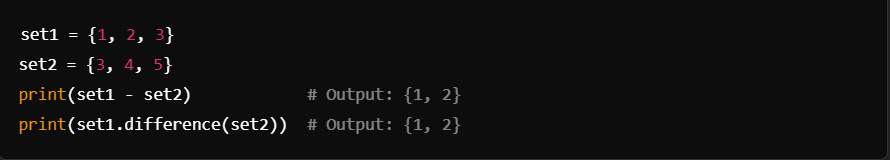 set1 = {1, 2, 3}
set2 = {3, 4, 5}
print(set1 - set2)            # Output: {1, 2}
print(set1.difference(set2))  # Output: {1, 2}